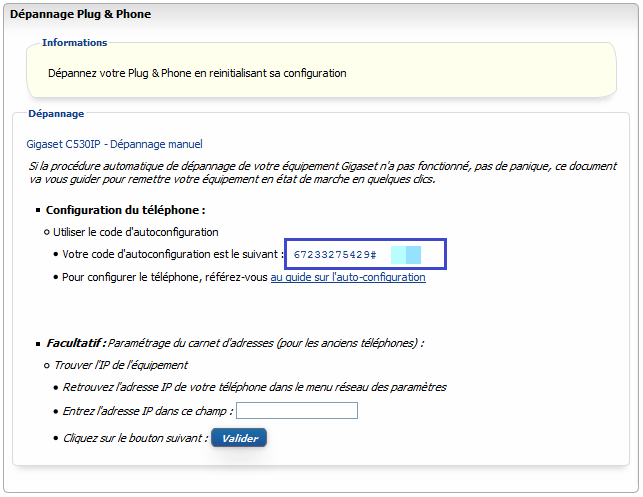 Dépannage Plug & Phone
Informations
Dépannez votre Plug & Phone en reinitialisant sa configuration
Dépannage
Gigaset C530IP - Dépannage manuel
Si la procédure automatique de dépannage de votre équipement Gigaset n'a pas fonctionné, pas de panique, ce document
va vous guider pour remettre votre équipement en état de marche en quelques clics.
Configuration du téléphone :
Utiliser le code d'autoconfiguration
Votre code d'autoconfiguration est le suivant : 67233275429#
Pour configurer le téléphone, référez-vous au guide sur l'auto-configuration
Facultatif : Paramétrage du carnet d'adresses (pour les anciens téléphones) :
Trouver l'IP de l'équipement
Retrouvez l'adresse IP de votre téléphone dans le menu réseau des paramètres
Entrez l'adresse IP dans ce champ :
Cliquez sur le bouton suivant : Valider